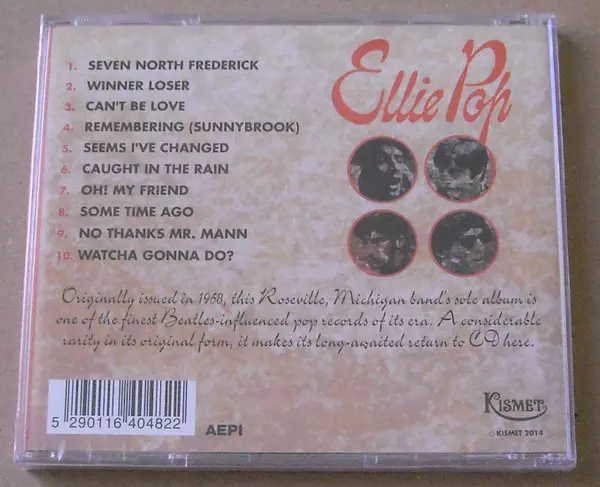 Ellie Pop
1. SEVEN NORTH FREDERICK
2. WINNER LOSER
3. CAN'T BE LOVE
4. REMEMBERING (SUNNYBROOK)
5. SEEMS I'VE CHANGED
6. CAUGHT IN THE RAIN
7. OH! MY FRIEND
8. SOME TIME AGO
9. NO THANKS MR. MANN
10. WATCHA GONNA DO?
Originally issued in 1968, this Roseville, Michigan band's sole album is
one of the finest Beatles-influenced pop records of its era. A considerable
rarity in its original form, it makes its long-awaited return to CD here.
5 290116 404822
AEPI
KISMET
© KISMET 2014